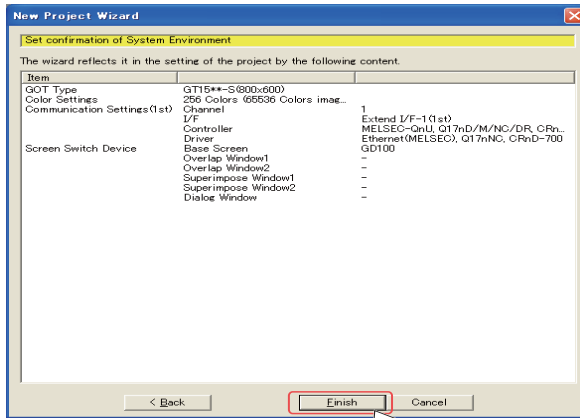 New Project Wizard
Set confirmation of System Environment
The wizard reflects it in the setting of the project by the following content.
Item
GOT Type GT15**-S(800x600)
Color Settings 256 Colors (65536 Colors imag...
Communication Settings(1st) Channel 1
I/F Extend I/F-1(1st)
Controller MELSEC-QnU, Q17nD/M/NC/DR, CRn...
Driver Ethernet(MELSEC), Q17nNC, CRnD-700
Screen Switch Device Base Screen GD100
Overlap Window1 -
Overlap Window2 -
Superimpose Window1 -
Superimpose Window2 -
Dialog Window -
< Back Finish Cancel